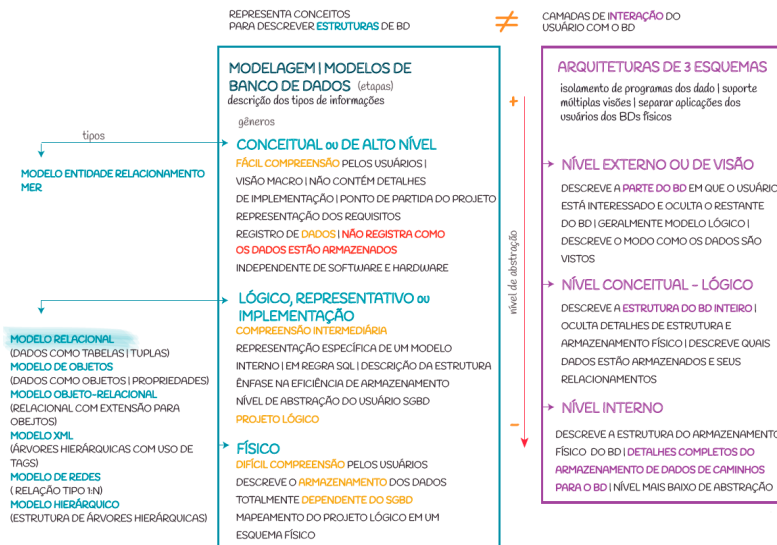 REPRESENTA CONCEITOS
PARA DESCREVER ESTRUTURAS DE BD
≠
CAMADAS DE INTERAÇÃO DO
USUÁRIO COM O BD
tipos
MODELO ENTIDADE RELACIONAMENTO
MER
MODELO RELACIONAL
(DADOS COMO TABELAS | TUPLAS)
MODELO DE OBJETOS
(DADOS COMO OBJETOS | PROPRIEDADES)
MODELO OBJETO-RELACIONAL
(RELACIONAL COM EXTENSÃO PARA
OBEJTOS)
MODELO XML
(ÁRVORES HIERÁRQUICAS COM USO DE
TAGS)
MODELO DE REDES
( RELAÇÃO TIPO 1:N)
MODELO HIERÁRQUICO
(ESTRUTURA DE ÁRVORES HIERÁRQUICAS)
MODELAGEM | MODELOS DE
BANCO DE DADOS (etapas)
descrição dos tipos de informações
gêneros
CONCEITUAL ou DE ALTO NÍVEL
FÁCIL COMPREENSÃO PELOS USUÁRIOS |
VISÃO MACRO | NÃO CONTÉM DETALHES
DE IMPLEMENTAÇÃO | PONTO DE PARTIDA DO PROJETO
REPRESENTAÇÃO DOS REQUISITOS
REGISTRO DE DADOS | NÃO REGISTRA COMO
OS DADOS ESTÃO ARMAZENADOS
INDEPENDENTE DE SOFTWARE E HARDWARE
LÓGICO, REPRESENTATIVO ou
IMPLEMENTAÇÃO
COMPREENSÃO INTERMEDIÁRIA
REPRESENTAÇÃO ESPECÍFICA DE UM MODELO
INTERNO | EM REGRA SQL | DESCRIÇÃO DA ESTRUTURA
ÊNFASE NA EFICIÊNCIA DE ARMAZENAMENTO
NÍVEL DE ABSTRAÇÃO DO USUÁRIO SGBD
PROJETO LÓGICO
FÍSICO
DIFÍCIL COMPREENSÃO PELOS USUÁRIOS
DESCREVE O ARMAZENAMENTO DOS DADOS
TOTALMENTE DEPENDENTE DO SGBD
MAPEAMENTO DO PROJETO LÓGICO EM UM
ESQUEMA FÍSICO
+
nível de abstração
-
ARQUITETURAS DE 3 ESQUEMAS
isolamento de programas dos dado | suporte
múltiplas visões | separar aplicações dos
usuários dos BDs físicos
NÍVEL EXTERNO OU DE VISÃO
DESCREVE A PARTE DO BD EM QUE O USUÁRIO
ESTÁ INTERESSADO E OCULTA O RESTANTE
DO BD | GERALMENTE MODELO LÓGICO |
DESCREVE O MODO COMO OS DADOS SÃO
VISTOS
NÍVEL CONCEITUAL - LÓGICO
DESCREVE A ESTRUTURA DO BD INTEIRO |
OCULTA DETALHES DE ESTRUTURA E
ARMAZENAMENTO FÍSICO | DESCREVE QUAIS
DADOS ESTÃO ARMAZENADOS E SEUS
RELACIONAMENTOS
NÍVEL INTERNO
DESCREVE A ESTRUTURA DO ARMAZENAMENTO
FÍSICO DO BD | DETALHES COMPLETOS DO
ARMAZENAMENTO DE DADOS DE CAMINHOS
PARA O BD | NÍVEL MAIS BAIXO DE ABSTRAÇÃO